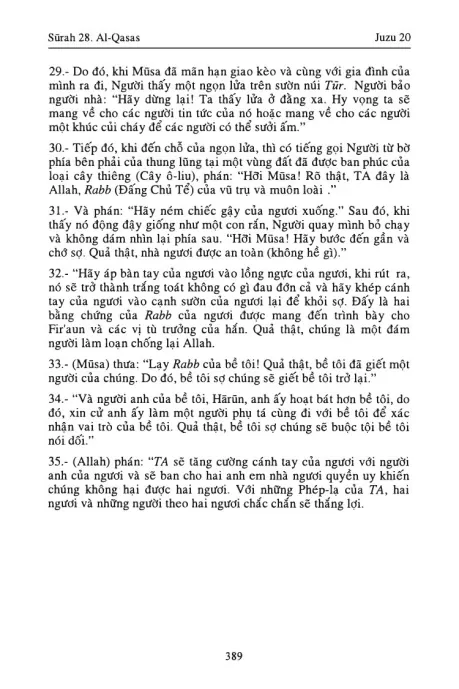 Sūrah 28. Al-Qasas Juzu 20
29.- Do đó, khi Mūsa đã mãn hạn giao kèo và cùng với gia đình của
mình ra đi, Người thấy một ngọn lửa trên sườn núi Tūr. Người bảo
người nhà: “Hãy dừng lại! Ta thấy lửa ở đằng xa. Hy vọng ta sẽ
mang về cho các người tin tức của nó hoặc mang về cho các người
một khúc củi cháy để các người có thể sưởi ấm.”
30.- Tiếp đó, khi đến chỗ của ngọn lửa, thì có tiếng gọi Người từ bờ
phía bên phải của thung lũng tại một vùng đất đã được ban phúc của
loại cây thiêng (Cây ô-liu), phán: “Hỡi Mūsa! Rõ thật, TA đây là
Allah, Rabb (Đấng Chủ Tể) của vũ trụ và muôn loài .”
31.- Và phán: “Hãy ném chiếc gậy của ngươi xuống.” Sau đó, khi
thấy nó động đậy giống như một con rắn, Người quay mình bỏ chạy
và không dám nhìn lại phía sau. “Hỡi Mūsa! Hãy bước đến gần và
chớ sợ. Quả thật, nhà ngươi được an toàn (không hề gì).”
32.- “Hãy áp bàn tay của ngươi vào lồng ngực của ngươi, khi rút ra,
nó sẽ trở thành trắng toát không có gì đau đớn cả và hãy khép cánh
tay của ngươi vào cạnh sườn của ngươi lại để khỏi sợ. Đấy là hai
bằng chứng của Rabb của ngươi được mang đến trình bày cho
Fir'aun và các vị tù trưởng của hắn. Quả thật, chúng là một đám
người làm loạn chống lại Allah.
33.- (Mūsa) thưa: “Lạy Rabb của bề tôi! Quả thật, bề tôi đã giết một
người của chúng. Do đó, bề tôi sợ chúng sẽ giết bề tôi trở lại.”
34.- “Và người anh của bề tôi, Hārūn, anh ấy hoạt bát hơn bề tôi, do
đó, xin cử anh ấy làm một người phụ tá cùng đi với bề tôi để xác
nhận vai trò của bề tôi. Quả thật, bề tôi sợ chúng sẽ buộc tội bề tôi
nói dối.”
35.- (Allah) phán: “TA sẽ tăng cường cánh tay của ngươi với người
anh của ngươi và sẽ ban cho hai anh em nhà ngươi quyền uy khiến
chúng không hại được hai ngươi. Với những Phép-lạ của TA, hai
ngươi và những người theo hai ngươi chắc chắn sẽ thắng lợi.
389